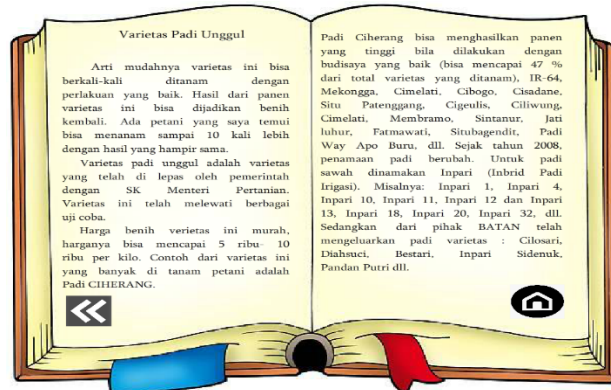 Varietas Padi Unggul
Arti mudahnya varietas ini bisa
berkali-kali ditanam dengan
perlakuan yang baik. Hasil dari panen
varietas ini bisa dijadikan benih
kembali. Ada petani yang saya temui
bisa menanam sampai 10 kali lebih
dengan hasil yang hampir sama.
Varietas padi unggul adalah varietas
yang telah di lepas oleh pemerintah
dengan SK Menteri Pertanian.
Varietas ini telah melewati berbagai
uji coba.
Harga benih verietas ini murah,
harganya bisa mencapai 5 ribu- 10
ribu per kilo. Contoh dari varietas ini
yang banyak di tanam petani adalah
Padi CIHERANG.
Padi Ciherang bisa menghasilkan panen
yang tinggi bila dilakukan dengan
budisaya yang baik (bisa mencapai 47 %
dari total varietas yang ditanam), IR-64,
Mekongga, Cimelati, Cibogo, Cisadane,
Situ Patenggang, Cigeulis, Ciliwung,
Cimelati, Membramo, Sintanur, Jati
luhur, Fatmawati, Situbagendit, Padi
Way Apo Buru, dll. Sejak tahun 2008,
penamaan padi berubah. Untuk padi
sawah dinamakan Inpari (Inbrid Padi
Irigasi). Misalnya: Inpari 1, Inpari 4,
Inpari 10, Inpari 11, Inpari 12 dan Inpari
13, Inpari 18, Inpari 20, Inpari 32, dll.
Sedangkan dari pihak BATAN telah
mengeluarkan padi varietas : Cilosari,
Diahsuci, Bestari, Inpari Sidenuk,
Pandan Putri dll.